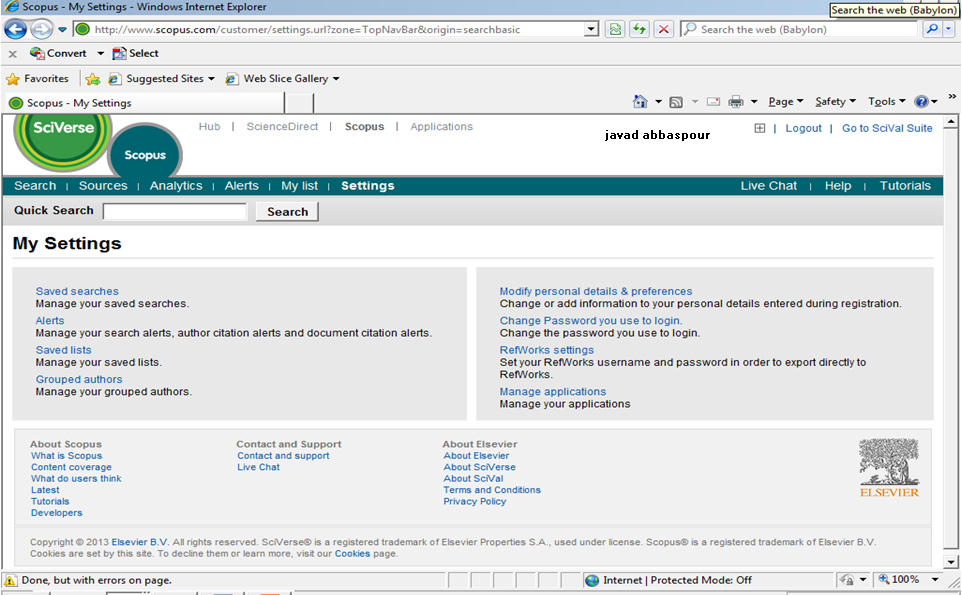 Scopus - My Settings - Windows Internet Explorer
Search the web (Babylon)
http://www.scopus.com/customer/settings.url?zone=TopNavBar&origin=searchbasic
Search the web (Babylon)
x Convert Select
Favorites Suggested Sites Web Slice Gallery
Scopus - My Settings
Page Safety Tools »
SciVerse
Scopus
Hub | ScienceDirect | Scopus | Applications
javad abbaspour
| Logout | Go to SciVal Suite
Search | Sources | Analytics | Alerts | My list | Settings
Live Chat | Help | Tutorials
Quick Search Search
My Settings
Saved searches
Manage your saved searches.
Alerts
Manage your search alerts, author citation alerts and document citation alerts.
Saved lists
Manage your saved lists.
Grouped authors
Manage your grouped authors.
Modify personal details & preferences
Change or add information to your personal details entered during registration.
Change Password you use to login.
Change the password you use to login.
RefWorks settings
Set your RefWorks username and password in order to export directly to
RefWorks.
Manage applications
Manage your applications
About Scopus
What is Scopus
Content coverage
What do users think
Latest
Tutorials
Developers
Contact and Support
Contact and support
Live Chat
About Elsevier
About Elsevier
About SciVerse
About SciVal
Terms and Conditions
Privacy Policy
ELSEVIER
Copyright © 2013 Elsevier B.V. All rights reserved. SciVerse® is a registered trademark of Elsevier Properties S.A., used under license. Scopus® is a registered trademark of Elsevier B.V.
Cookies are set by this site. To decline them or learn more, visit our Cookies page.
Done, but with errors on page.
Internet | Protected Mode: Off
100%